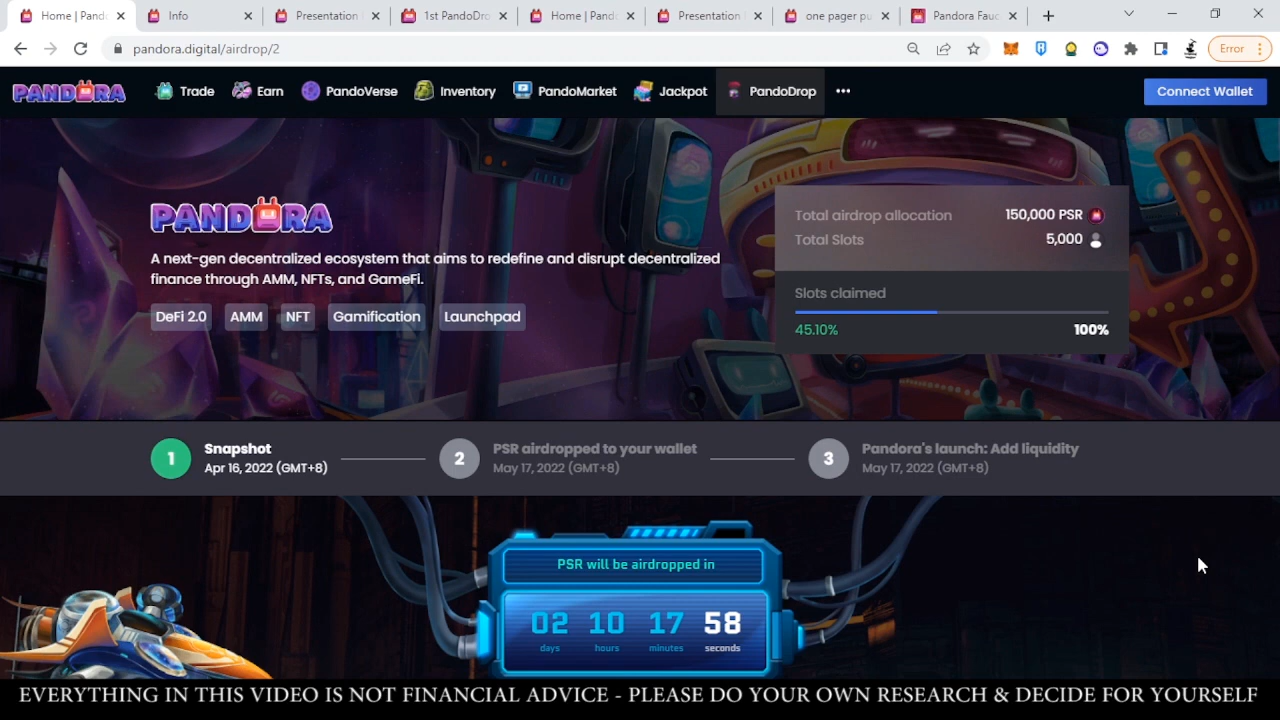 Home | Pand
Info
Presentation
1st PandoDro
Home | Pand
Presentation
one pager pu
Pandora Fauc
pandora.digital/airdrop/2
Error
PANDORA
Trade
Earn
PandoVerse
Inventory
PandoMarket
Jackpot
PandoDrop
Connect Wallet
PANDORA
A next-gen decentralized ecosystem that aims to redefine and disrupt decentralized
finance through AMM, NFTs, and GameFi.
DeFi 2.0
AMM
NFT
Gamification
Launchpad
Total airdrop allocation 150,000 PSR
Total Slots 5,000
Slots claimed
45.10% 100%
1
Snapshot
Apr 16, 2022 (GMT+8)
2
PSR airdropped to your wallet
May 17, 2022 (GMT+8)
3
Pandora's launch: Add liquidity
May 17, 2022 (GMT+8)
PSR will be airdropped in
02 10 17 58
days hours minutes seconds
EVERYTHING IN THIS VIDEO IS NOT FINANCIAL ADVICE - PLEASE DO YOUR OWN RESEARCH & DECIDE FOR YOURSELF